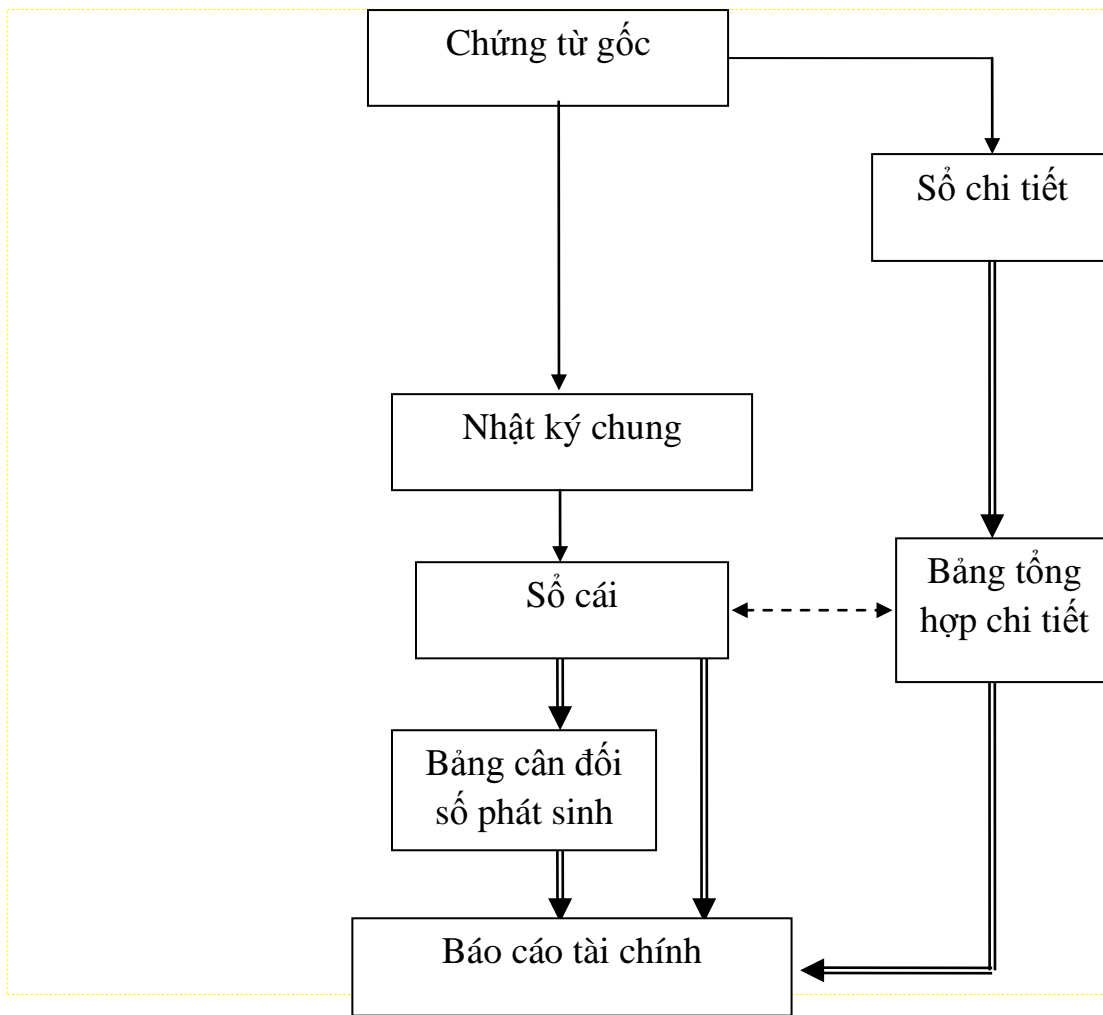 Chứng từ gốc
Sổ chi tiết
Nhật ký chung
Sổ cái
Bảng tổng
hợp chi tiết
Bảng cân đối
số phát sinh
Báo cáo tài chính